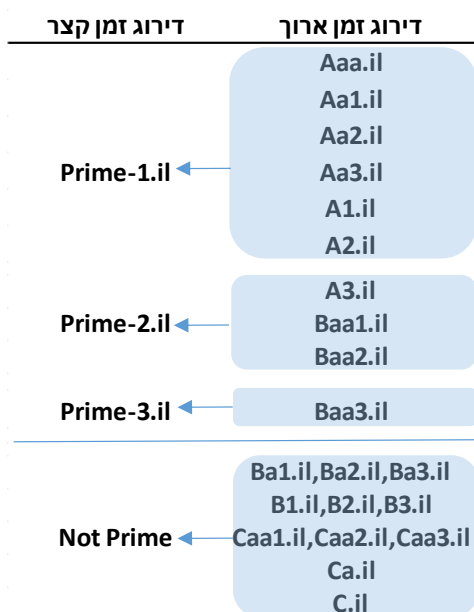 דירוג זמן ארוך דירוג זמן קצר
Aaa.il
Aa1.il
Aa2.il
Aa3.il
Prime-1.il
A1.il
A2.il
A3.il
Prime-2.il Baa1.il
Baa2.il
Prime-3.il Baa3.il
Ba1.il,Ba2.il,Ba3.il
B1.il,B2.il,B3.il
Not Prime Caa1.il,Caa2.il,Caa3.il
Ca.il
C.il